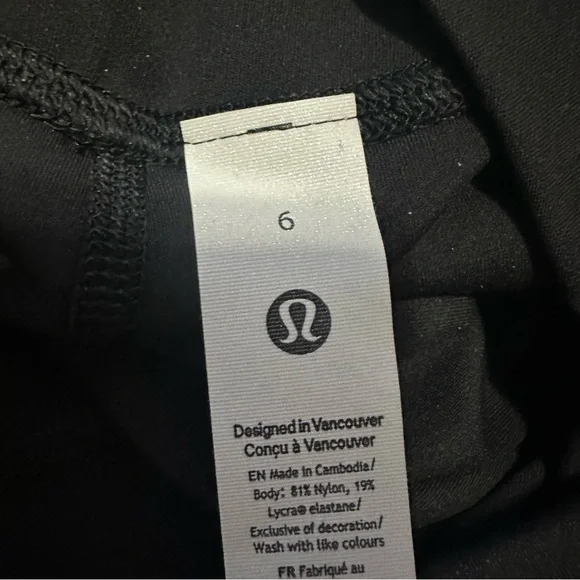 6
Designed in Vancouver
Conçu à Vancouver
EN Made in Cambodia/
Body: 81% Nylon, 19%
Lycra® elastane/
Exclusive of decoration/
Wash with like colours
FR Fabriqué au